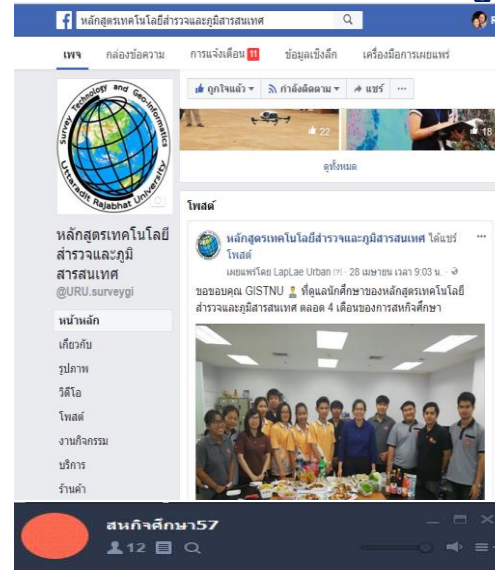 หลักสูตรเทคโนโลยีสำรวจและภูมิสารสนเทศ
เพจ กล่องข้อความ การแจ้งเตือน 11 ข้อมูลเชิงลึก เครื่องมือการเผยแพร่
Survey Technology and Geo-Informatics
Uttaradit Rajabhat University
ถูกใจแล้ว กำลังติดตาม แชร์ ...
22
18
ดูทั้งหมด
โพสต์
หลักสูตรเทคโนโลยีสำรวจและภูมิสารสนเทศ
@URU.surveygi
หน้าหลัก
เกี่ยวกับ
รูปภาพ
วิดีโอ
โพสต์
งานกิจกรรม
บริการ
ร้านค้า
หลักสูตรเทคโนโลยีสำรวจและภูมิสารสนเทศ ได้แชร์
โพสต์
เผยแพร่โดย LapLae Urban [?] · 28 เมษายน เวลา 9:03 น. ·
ขอขอบคุณ GISTNU ที่ดูแลนักศึกษาของหลักสูตรเทคโนโลยี
สำรวจและภูมิสารสนเทศ ตลอด 4 เดือนของการสหกิจศึกษา
สหกิจศึกษา57
12